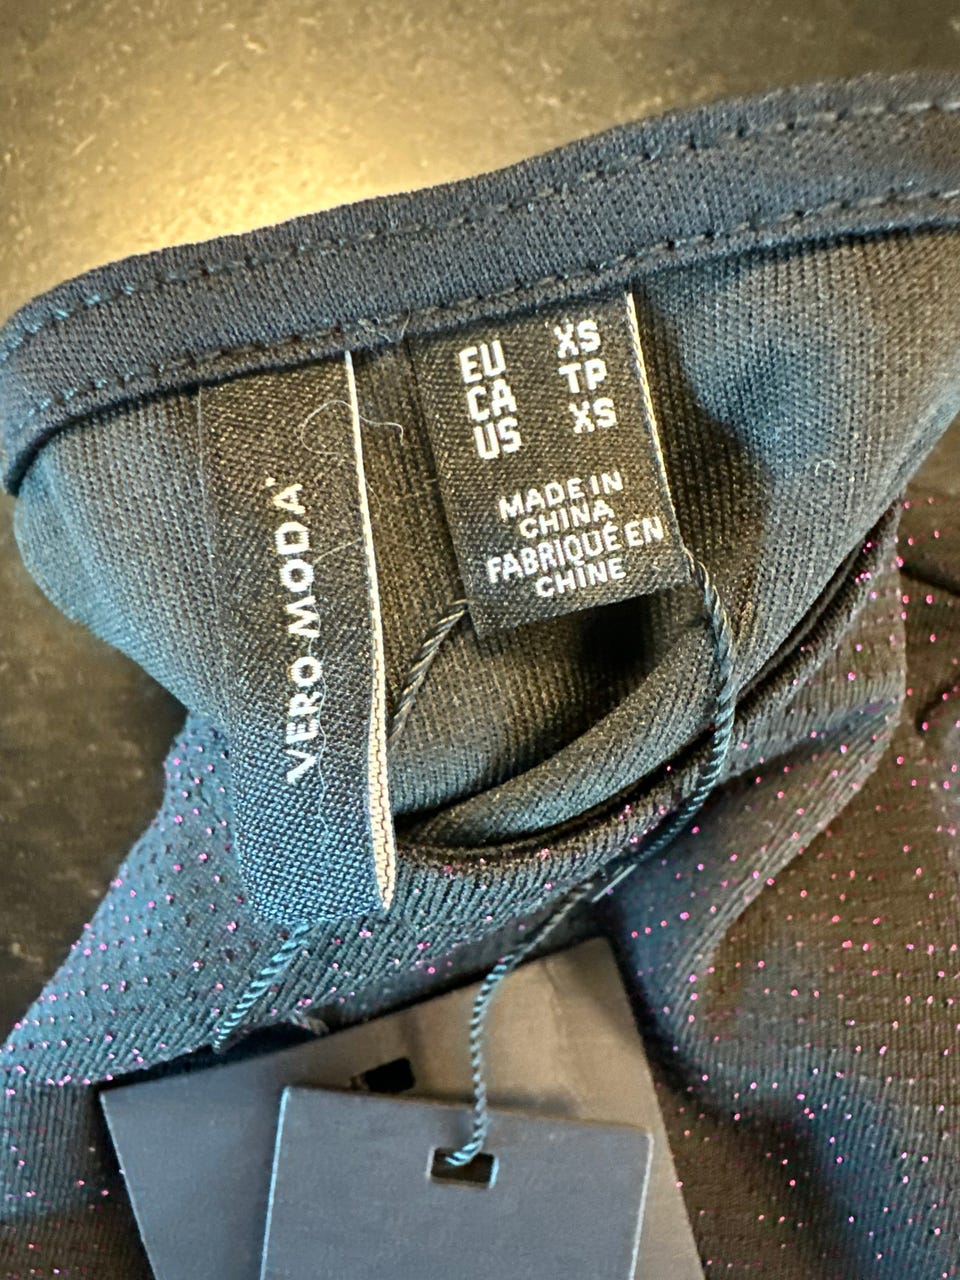 VERO MODA
EU XS
CA TP
US XS
MADE IN
CHINA
FABRIQUÉ EN
CHINE